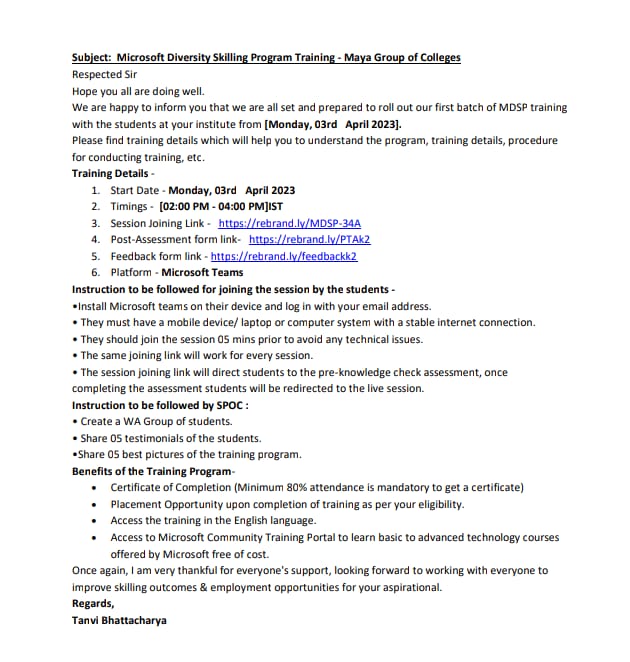 Subject:  Microsoft Diversity Skilling Program Training - Maya Group of Colleges
Respected Sir
Hope you all are doing well.
We are happy to inform you that we are all set and prepared to roll out our first batch of MDSP training
with the students at your institute from [Monday, 03rd  April 2023].
Please find training details which will help you to understand the program, training details, procedure
for conducting training, etc.
Training Details -
1. Start Date - Monday, 03rd  April 2023
2. Timings -  [02:00 PM - 04:00 PM]IST
3. Session Joining Link -  https://rebrand.ly/MDSP-34A
4. Post-Assessment form link-  https://rebrand.ly/PTAk2
5. Feedback form link - https://rebrand.ly/feedbackk2
6. Platform - Microsoft Teams
Instruction to be followed for joining the session by the students -
•Install Microsoft teams on their device and log in with your email address.
• They must have a mobile device/ laptop or computer system with a stable internet connection.
• They should join the session 05 mins prior to avoid any technical issues.
• The same joining link will work for every session.
• The session joining link will direct students to the pre-knowledge check assessment, once
completing the assessment students will be redirected to the live session.
Instruction to be followed by SPOC :
• Create a WA Group of students.
• Share 05 testimonials of the students.
•Share 05 best pictures of the training program.
Benefits of the Training Program-
• Certificate of Completion (Minimum 80% attendance is mandatory to get a certificate)
• Placement Opportunity upon completion of training as per your eligibility.
• Access the training in the English language.
• Access to Microsoft Community Training Portal to learn basic to advanced technology courses
offered by Microsoft free of cost.
Once again, I am very thankful for everyone's support, looking forward to working with everyone to
improve skilling outcomes & employment opportunities for your aspirational.
Regards,
Tanvi Bhattacharya